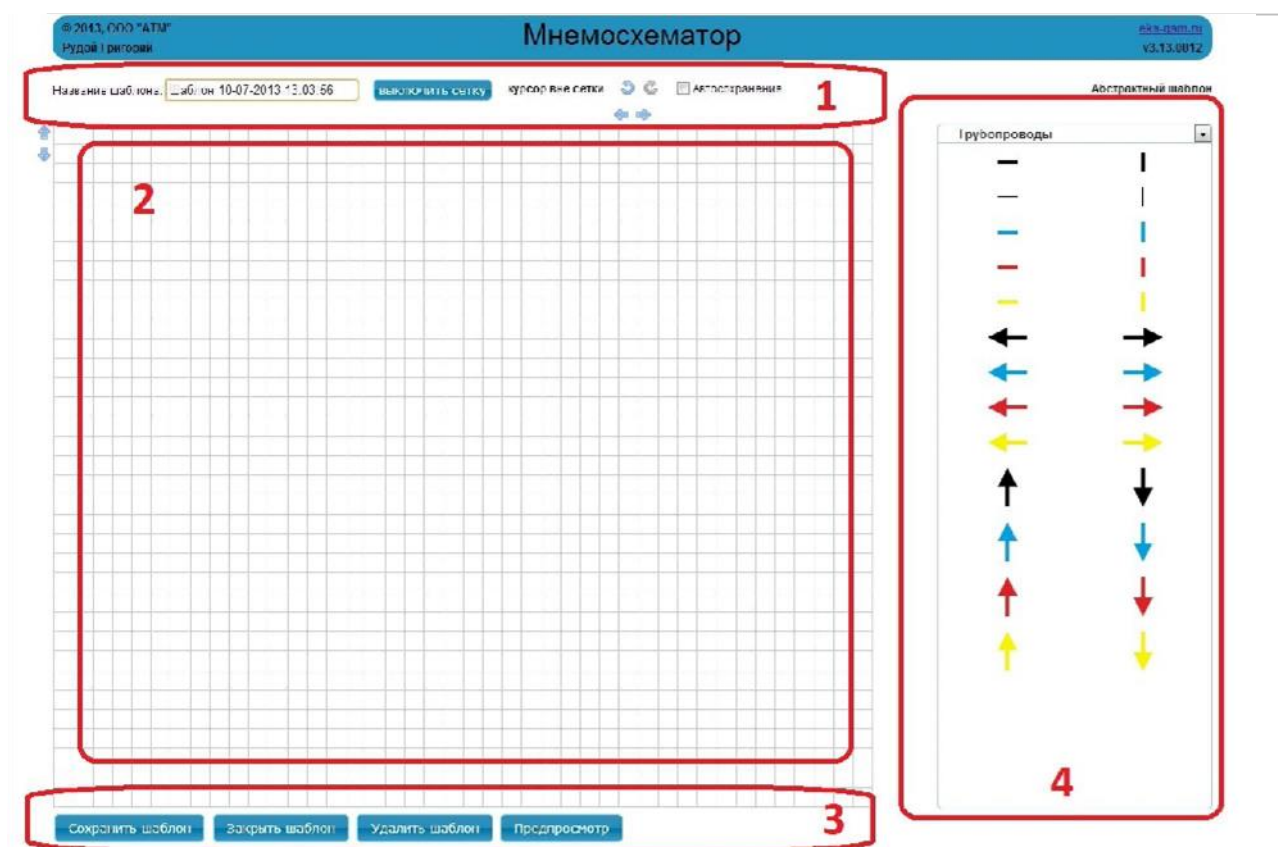 © 2013, ООО "АТМ"
Рудой Григорий
Мнемосхематор
v3.13.0012
Название шаблона: Шаблон 10-07-2013 13:03:56
выключить сетку
курсор вне сетки
Автосохранение
1
Абстрактный шаблон
Трубопроводы
2
4
Сохранить шаблон
Закрыть шаблон
Удалить шаблон
Предпросмотр
3